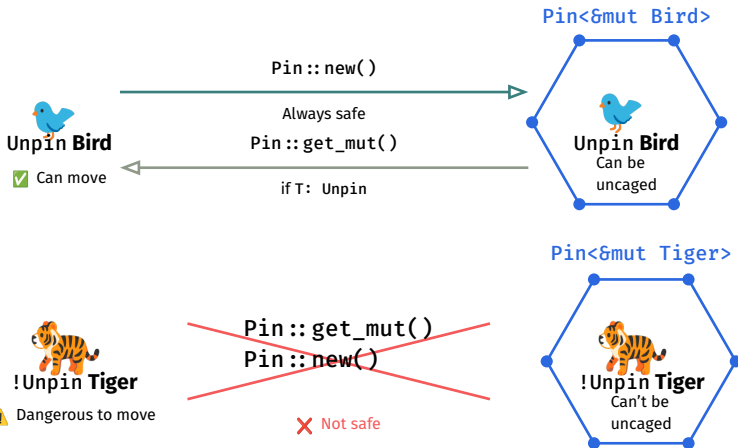 Pin<&mut Bird>
Pin::new()
Always safe
Pin::get_mut()
if T: Unpin
Unpin Bird
✅ Can move
Unpin Bird
Can be
uncaged
Pin<&mut Tiger>
Pin::get_mut()
Pin::new()
!Unpin Tiger
⚠️ Dangerous to move
❌ Not safe
!Unpin Tiger
Can’t be
uncaged